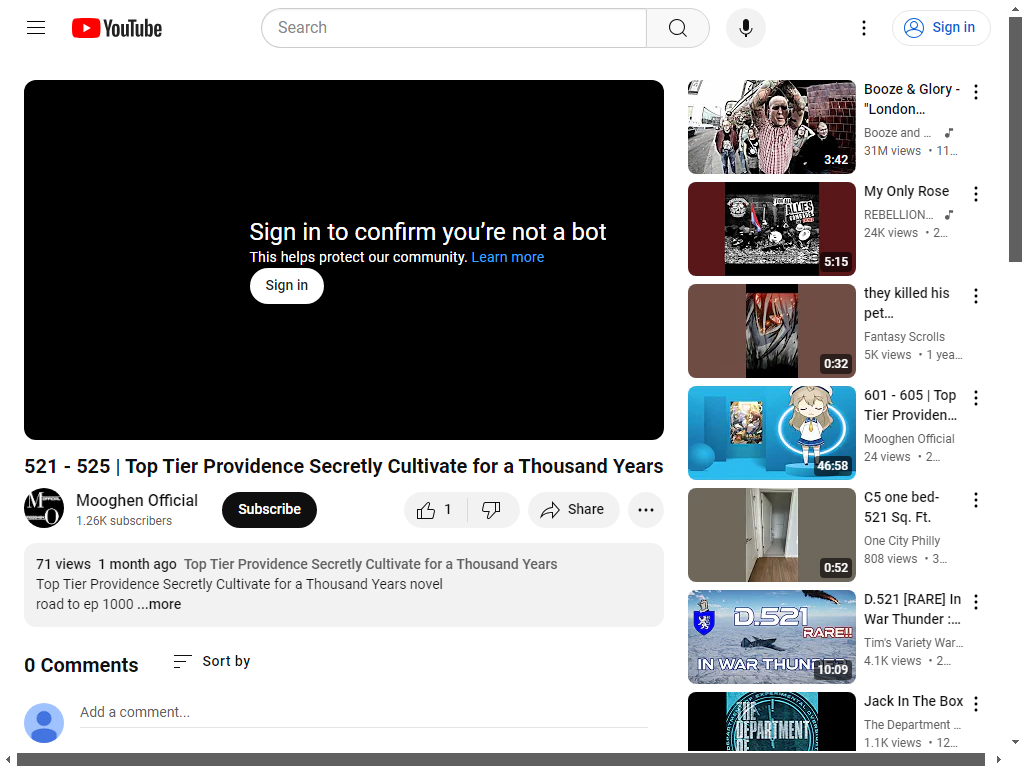 YouTube
Search
Sign in
Sign in to confirm you're not a bot
This helps protect our community. Learn more
Sign in
521 - 525 | Top Tier Providence Secretly Cultivate for a Thousand Years
Mooghen Official
1.26K subscribers
Subscribe
1
Share
71 views 1 month ago Top Tier Providence Secretly Cultivate for a Thousand Years
Top Tier Providence Secretly Cultivate for a Thousand Years novel
road to ep 1000 ...more
0 Comments
Sort by
Add a comment...
3:42
Booze & Glory -
"London…
Booze and …
31M views • 11…
ALLIES
5:15
My Only Rose
REBELLION…
24K views • 2…
0:32
they killed his
pet…
Fantasy Scrolls
5K views • 1 yea…
46:58
601 - 605 | Top
Tier Providen…
Mooghen Official
24 views • 2…
0:52
C5 one bed-
521 Sq. Ft.
One City Philly
808 views • 3…
D.521
RARE!!
IN WAR THUNDER
10:09
D.521 [RARE] In
War Thunder :…
Tim's Variety War…
4.1K views • 2…
THE
DEPARTMENT
Jack In The Box
The Department …
1.1K views • 12…